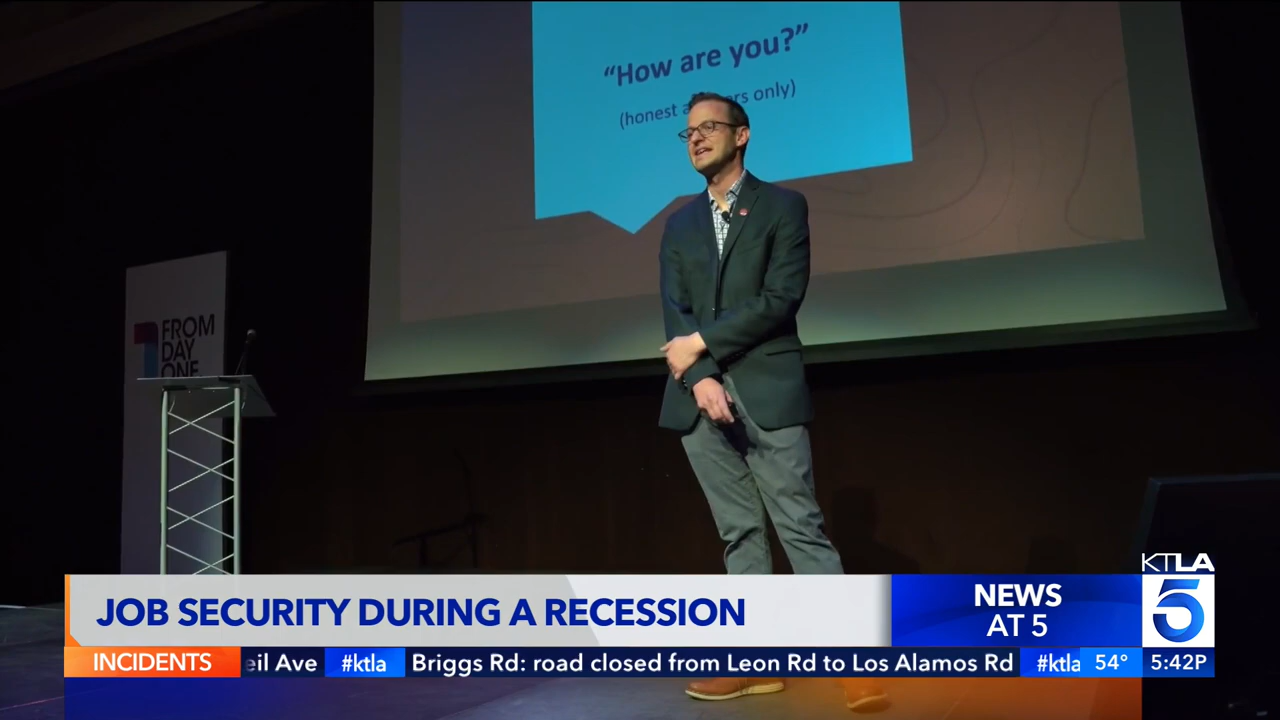 “How are you?”
(honest a rs only)
FROM
DAY
ONE
KTLA
5
JOB SECURITY DURING A RECESSION
NEWS
AT 5
INCIDENTS
eil Ave #ktla Briggs Rd: road closed from Leon Rd to Los Alamos Rd #ktla
54° 5:42P